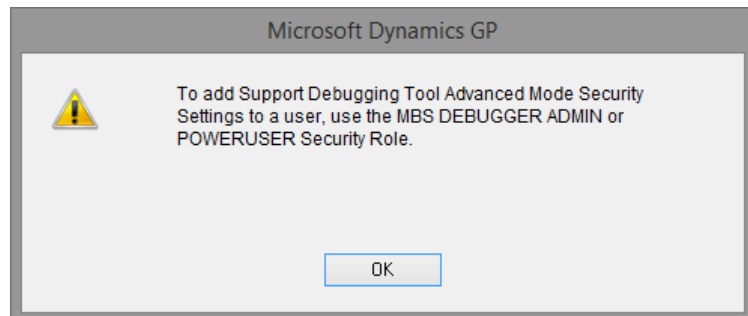 Microsoft Dynamics GP
To add Support Debugging Tool Advanced Mode Security
Settings to a user, use the MBS DEBUGGER ADMIN or
POWERUSER Security Role.
OK